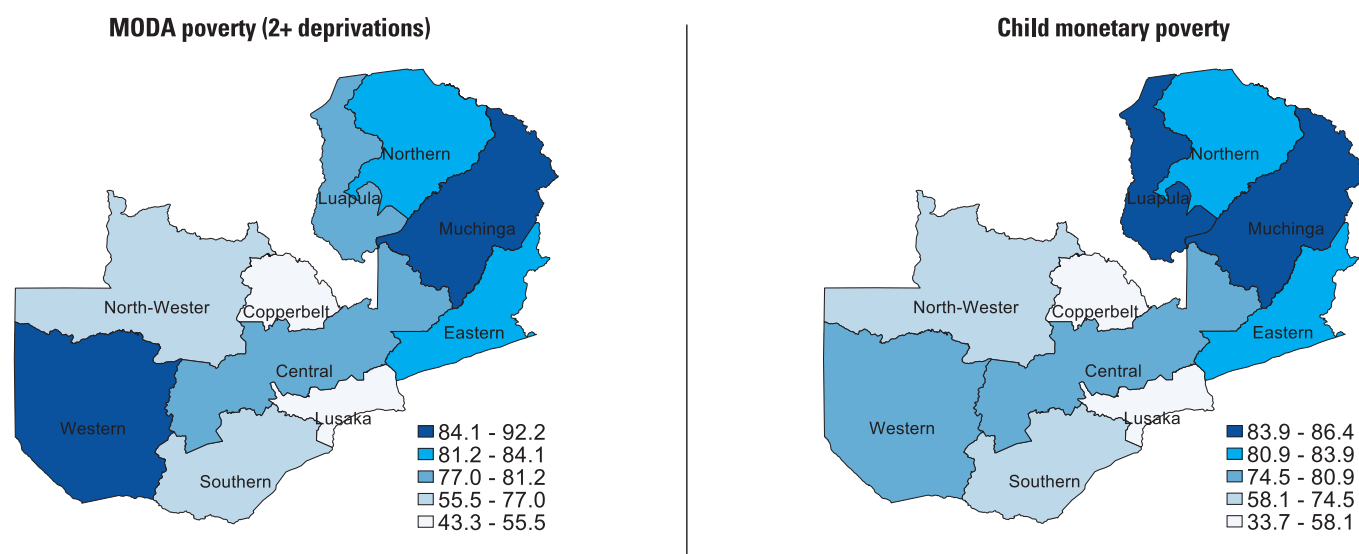 MODA poverty (2+ deprivations)
Northern
Luapula
Muchinga
North-Wester
Copperbelt
Eastern
Central
Lusaka
Western
Southern
84.1 - 92.2
81.2 - 84.1
77.0 - 81.2
55.5 - 77.0
43.3 - 55.5
Child monetary poverty
Northern
Luapula
Muchinga
North-Wester
Copperbelt
Eastern
Central
Lusaka
Western
Southern
83.9 - 86.4
80.9 - 83.9
74.5 - 80.9
58.1 - 74.5
33.7 - 58.1